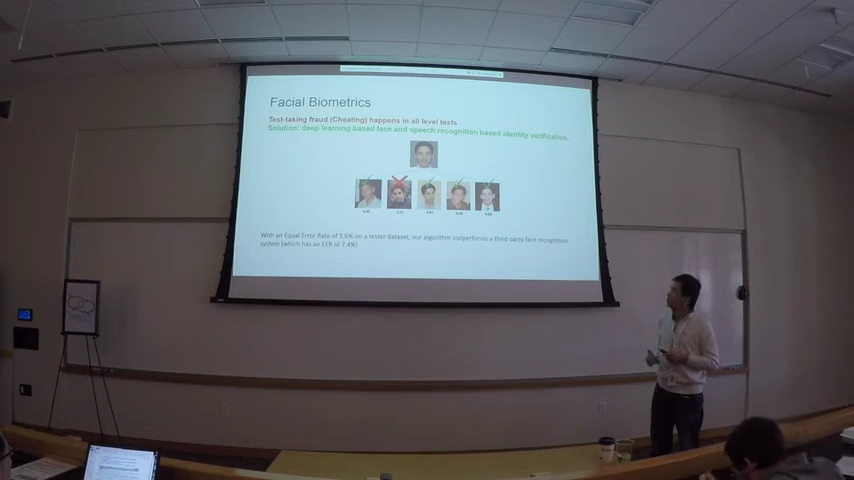 Facial Biometrics
Test-taking fraud (Cheating) happens in all level tests
Solution: deep learning based face and speech recognition based identity verification.
With an Equal Error Rate of 5.6% on a tester dataset, our algorithm outperforms a third-party face recognition
system (which has an EER of 7.4%)